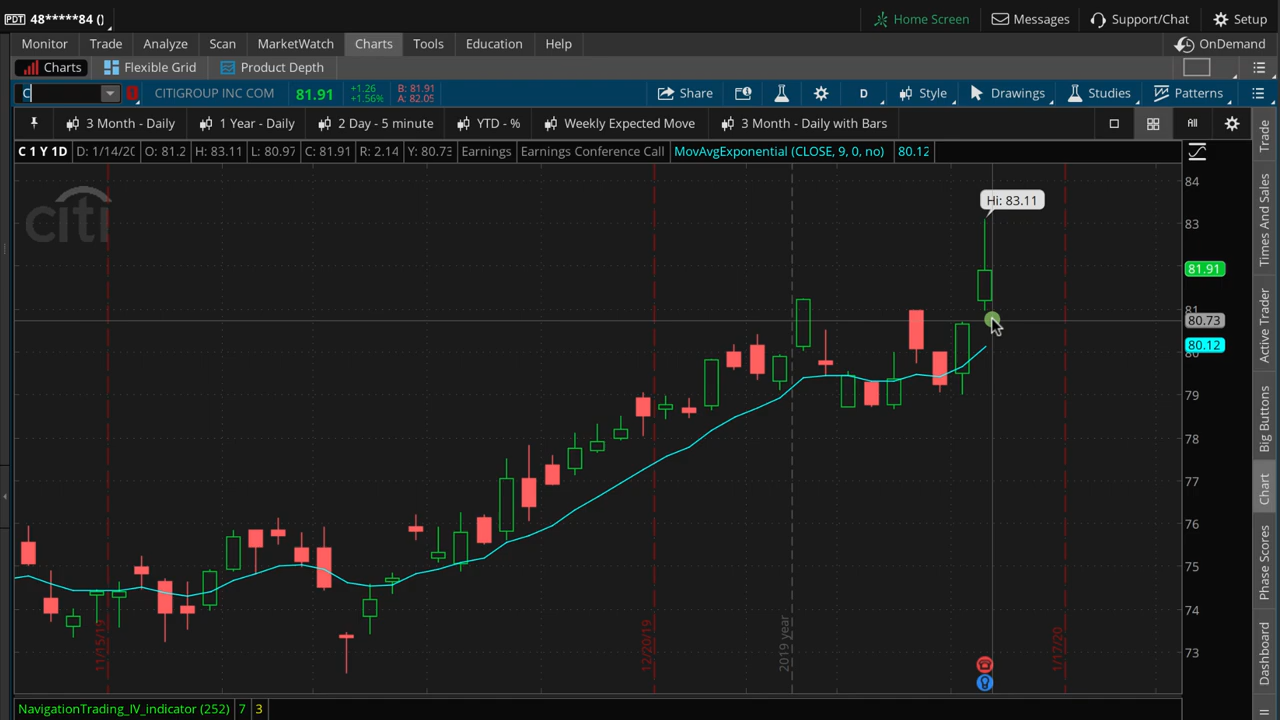 PDT 48*****84 ()
Home Screen Messages Support/Chat Setup
Monitor Trade Analyze Scan MarketWatch Charts Tools Education Help OnDemand
Charts Flexible Grid Product Depth
C CITIGROUP INC COM 81.91 +1.26 +1.56% B: 81.91 A: 82.05 Share D Style Drawings Studies Patterns
3 Month - Daily 1 Year - Daily 2 Day - 5 minute YTD - % Weekly Expected Move 3 Month - Daily with Bars All
C 1 Y 1D D: 1/14/20 O: 81.2 H: 83.11 L: 80.97 C: 81.91 R: 2.14 Y: 80.73 Earnings Earnings Conference Call MovAvgExponential (CLOSE, 9, 0, no) 80.12
citi
Hi: 83.11
84
83
81.91
81
80.73
80.12
80
79
78
77
76
75
74
73
11/15/19
12/20/19
2019 year
1/17/20
Trade
Times And Sales
Active Trader
Big Buttons
Chart
Phase Scores
Dashboard
NavigationTrading_IV_indicator (252) 7 3